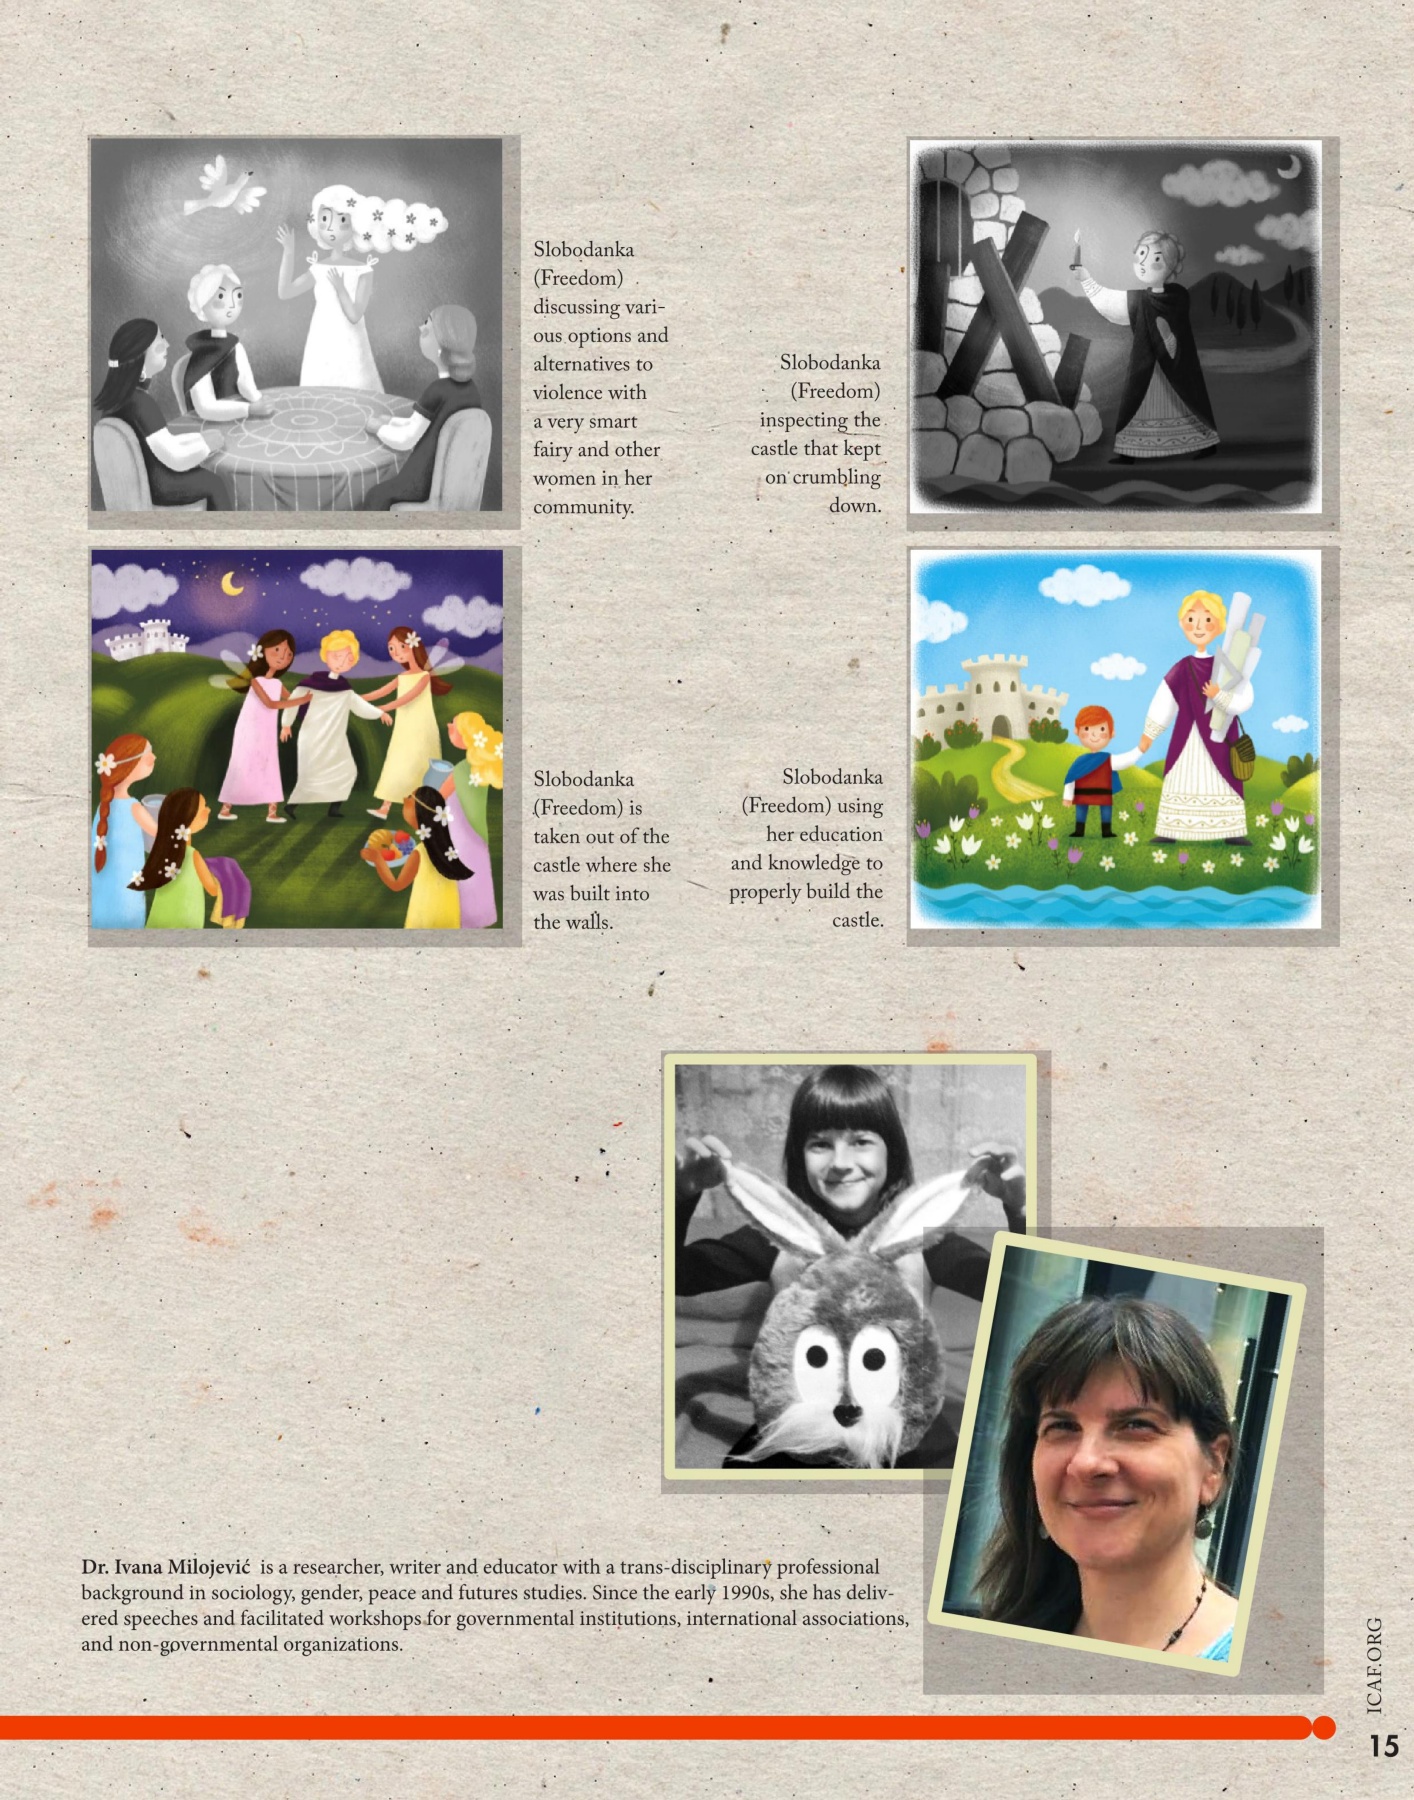 Slobodanka
(Freedom)
discussing vari-
ous options and
alternatives to
violence with
a very smart
fairy and other
women in her
community.
Slobodanka
(Freedom)
inspecting the
castle that kept
on crumbling
down.
Slobodanka
(Freedom) is
taken out of the
castle where she
was built into
the walls.
Slobodanka
(Freedom) using
her education
and knowledge to
properly build the
castle.
Dr. Ivana Milojević is a researcher, writer and educator with a trans-disciplinary professional
background in sociology, gender, peace and futures studies. Since the early 1990s, she has deliv-
ered speeches and facilitated workshops for governmental institutions, international associations,
and non-governmental organizations.
ICAF.ORG
15